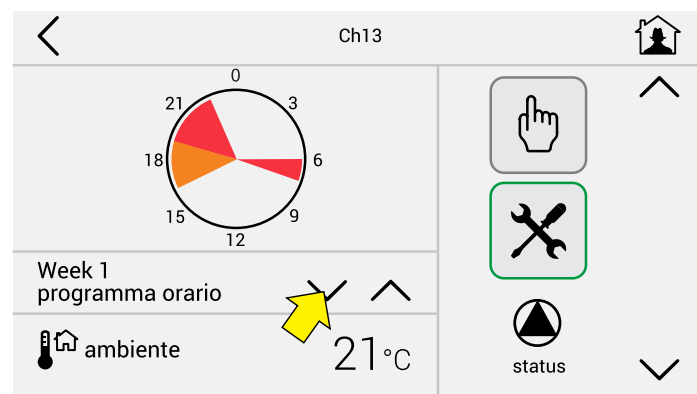 Ch13
0
21
3
18
6
15
9
12
Week 1
programma orario
ambiente
21°C
status